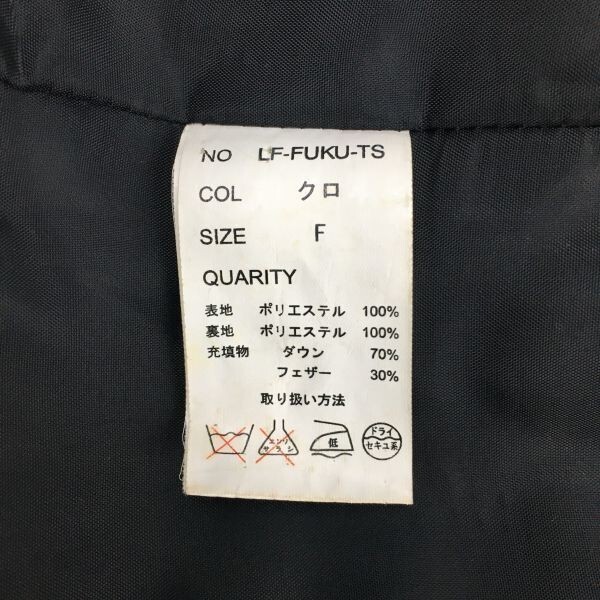 NO LF-FUKU-TS
COL クロ
SIZE F
QUARITY
表地 ポリエステル 100%
裏地 ポリエステル 100%
充填物 ダウン 70%
フェザー 30%
取り扱い方法
エンソ
サラシ
低
ドライ
セキユ系